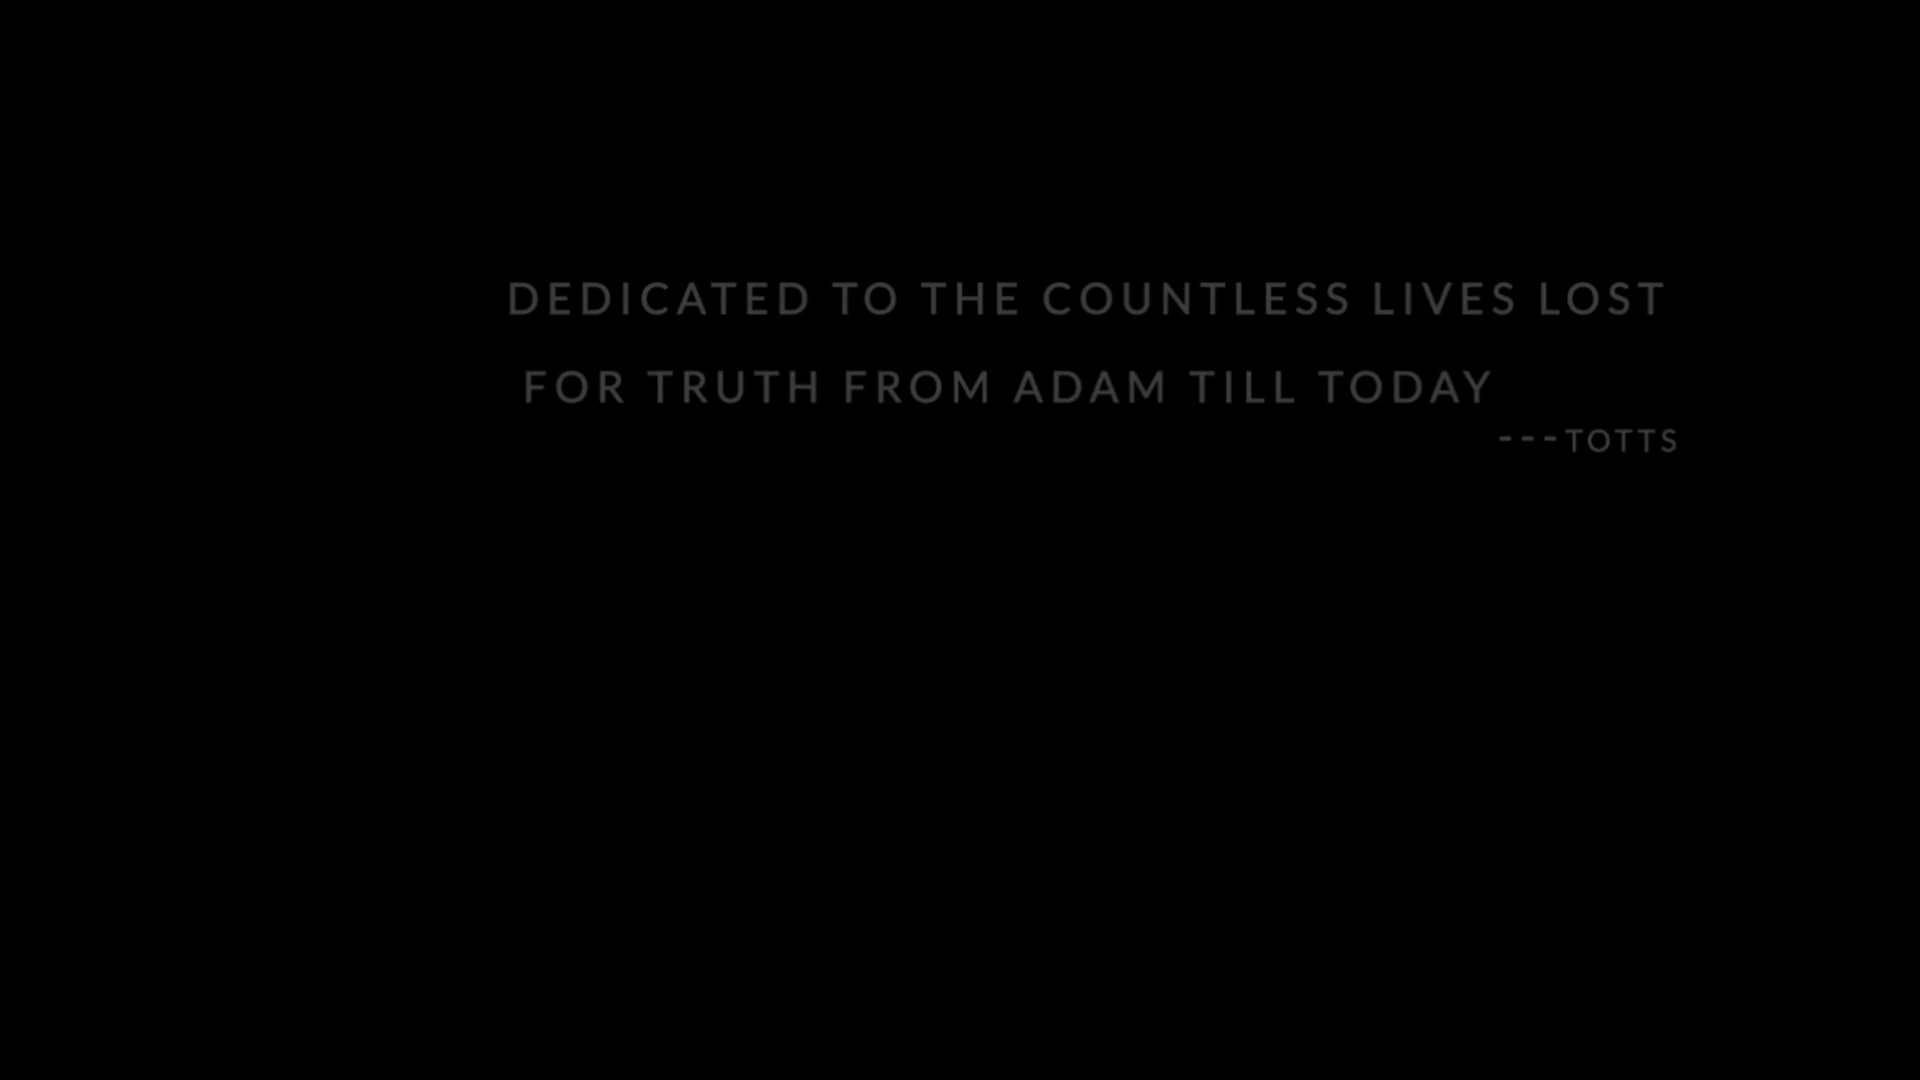 DEDICATED TO THE COUNTLESS LIVES LOST
FOR TRUTH FROM ADAM TILL TODAY
---TOTTS